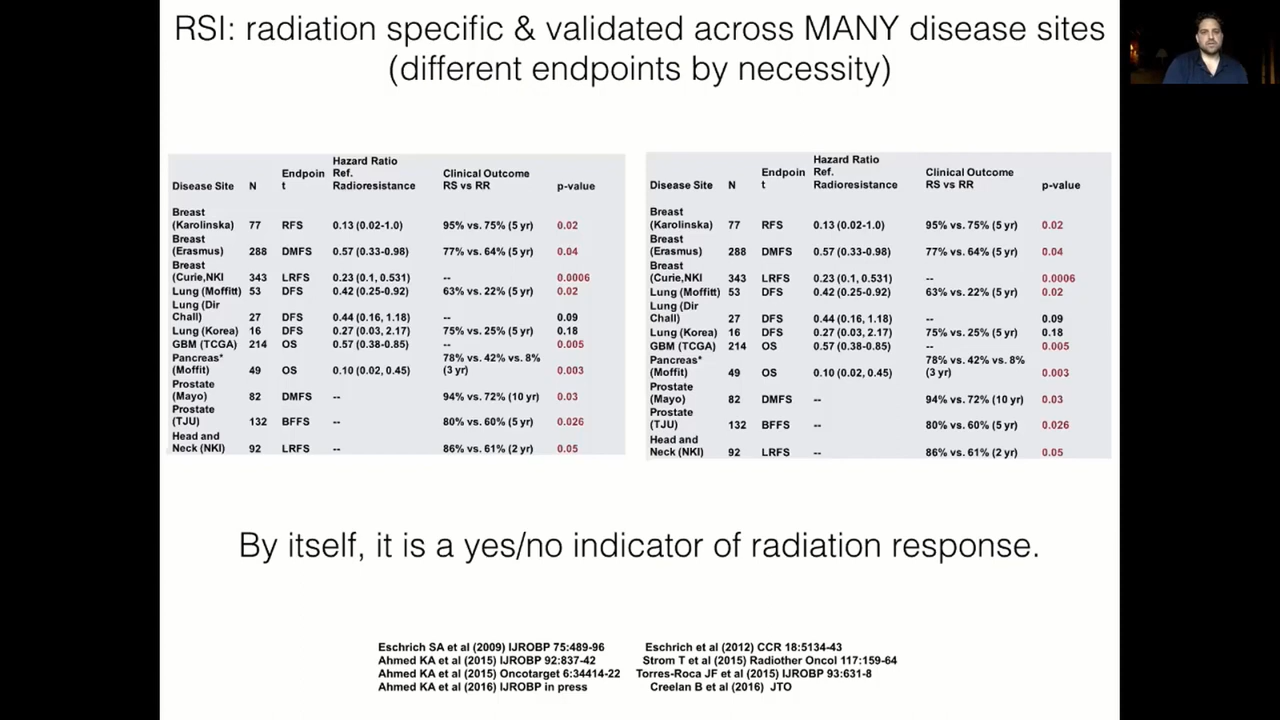 RSI: radiation specific & validated across MANY disease sites
(different endpoints by necessity)
Hazard Ratio
Endpoin Ref. Clinical Outcome
Disease Site N t Radioresistance RS vs RR p-value
Breast
(Karolinska) 77 RFS 0.13 (0.02-1.0) 95% vs. 75% (5 yr) 0.02
Breast
(Erasmus) 288 DMFS 0.57 (0.33-0.98) 77% vs. 64% (5 yr) 0.04
Breast
(Curie,NKI 343 LRFS 0.23 (0.1, 0.531) -- 0.0006
Lung (Moffitt) 53 DFS 0.42 (0.25-0.92) 63% vs. 22% (5 yr) 0.02
Lung (Dir
Chall) 27 DFS 0.44 (0.16, 1.18) -- 0.09
Lung (Korea) 16 DFS 0.27 (0.03, 2.17) 75% vs. 25% (5 yr) 0.18
GBM (TCGA) 214 OS 0.57 (0.38-0.85) -- 0.005
Pancreas* 78% vs. 42% vs. 8%
(Moffit) 49 OS 0.10 (0.02, 0.45) (3 yr) 0.003
Prostate
(Mayo) 82 DMFS -- 94% vs. 72% (10 yr) 0.03
Prostate
(TJU) 132 BFFS -- 80% vs. 60% (5 yr) 0.026
Head and
Neck (NKI) 92 LRFS -- 86% vs. 61% (2 yr) 0.05
Hazard Ratio
Endpoin Ref. Clinical Outcome
Disease Site N t Radioresistance RS vs RR p-value
Breast
(Karolinska) 77 RFS 0.13 (0.02-1.0) 95% vs. 75% (5 yr) 0.02
Breast
(Erasmus) 288 DMFS 0.57 (0.33-0.98) 77% vs. 64% (5 yr) 0.04
Breast
(Curie,NKI 343 LRFS 0.23 (0.1, 0.531) -- 0.0006
Lung (Moffitt) 53 DFS 0.42 (0.25-0.92) 63% vs. 22% (5 yr) 0.02
Lung (Dir
Chall) 27 DFS 0.44 (0.16, 1.18) -- 0.09
Lung (Korea) 16 DFS 0.27 (0.03, 2.17) 75% vs. 25% (5 yr) 0.18
GBM (TCGA) 214 OS 0.57 (0.38-0.85) -- 0.005
Pancreas* 78% vs. 42% vs. 8%
(Moffit) 49 OS 0.10 (0.02, 0.45) (3 yr) 0.003
Prostate
(Mayo) 82 DMFS -- 94% vs. 72% (10 yr) 0.03
Prostate
(TJU) 132 BFFS -- 80% vs. 60% (5 yr) 0.026
Head and
Neck (NKI) 92 LRFS -- 86% vs. 61% (2 yr) 0.05
By itself, it is a yes/no indicator of radiation response.
Eschrich SA et al (2009) IJROBP 75:489-96 Eschrich et al (2012) CCR 18:5134-43
Ahmed KA et al (2015) IJROBP 92:837-42 Strom T et al (2015) Radiother Oncol 117:159-64
Ahmed KA et al (2015) Oncotarget 6:34414-22 Torres-Roca JF et al (2015) IJROBP 93:631-8
Ahmed KA et al (2016) IJROBP in press Creelan B et al (2016) JTO